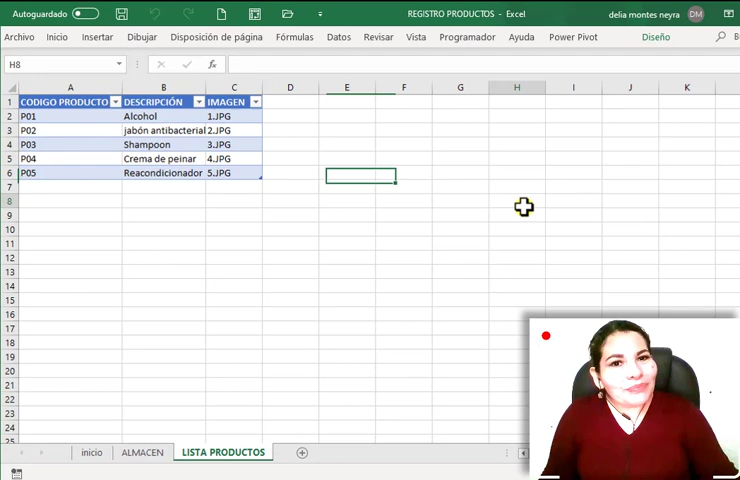 Autoguardado REGISTRO PRODUCTOS - Excel delia montes neyra DM
Archivo Inicio Insertar Dibujar Disposición de página Fórmulas Datos Revisar Vista Programador Ayuda Power Pivot Diseño
H8 fx
A B C D E F G H I J K
1 CODIGO PRODUCTO DESCRIPCIÓN IMAGEN
2 P01 Alcohol 1.JPG
3 P02 jabón antibacterial 2.JPG
4 P03 Shampoon 3.JPG
5 P04 Crema de peinar 4.JPG
6 P05 Reacondicionador 5.JPG
7
8
9
10
11
12
13
14
15
16
17
18
19
20
21
22
23
24
25
inicio ALMACEN LISTA PRODUCTOS